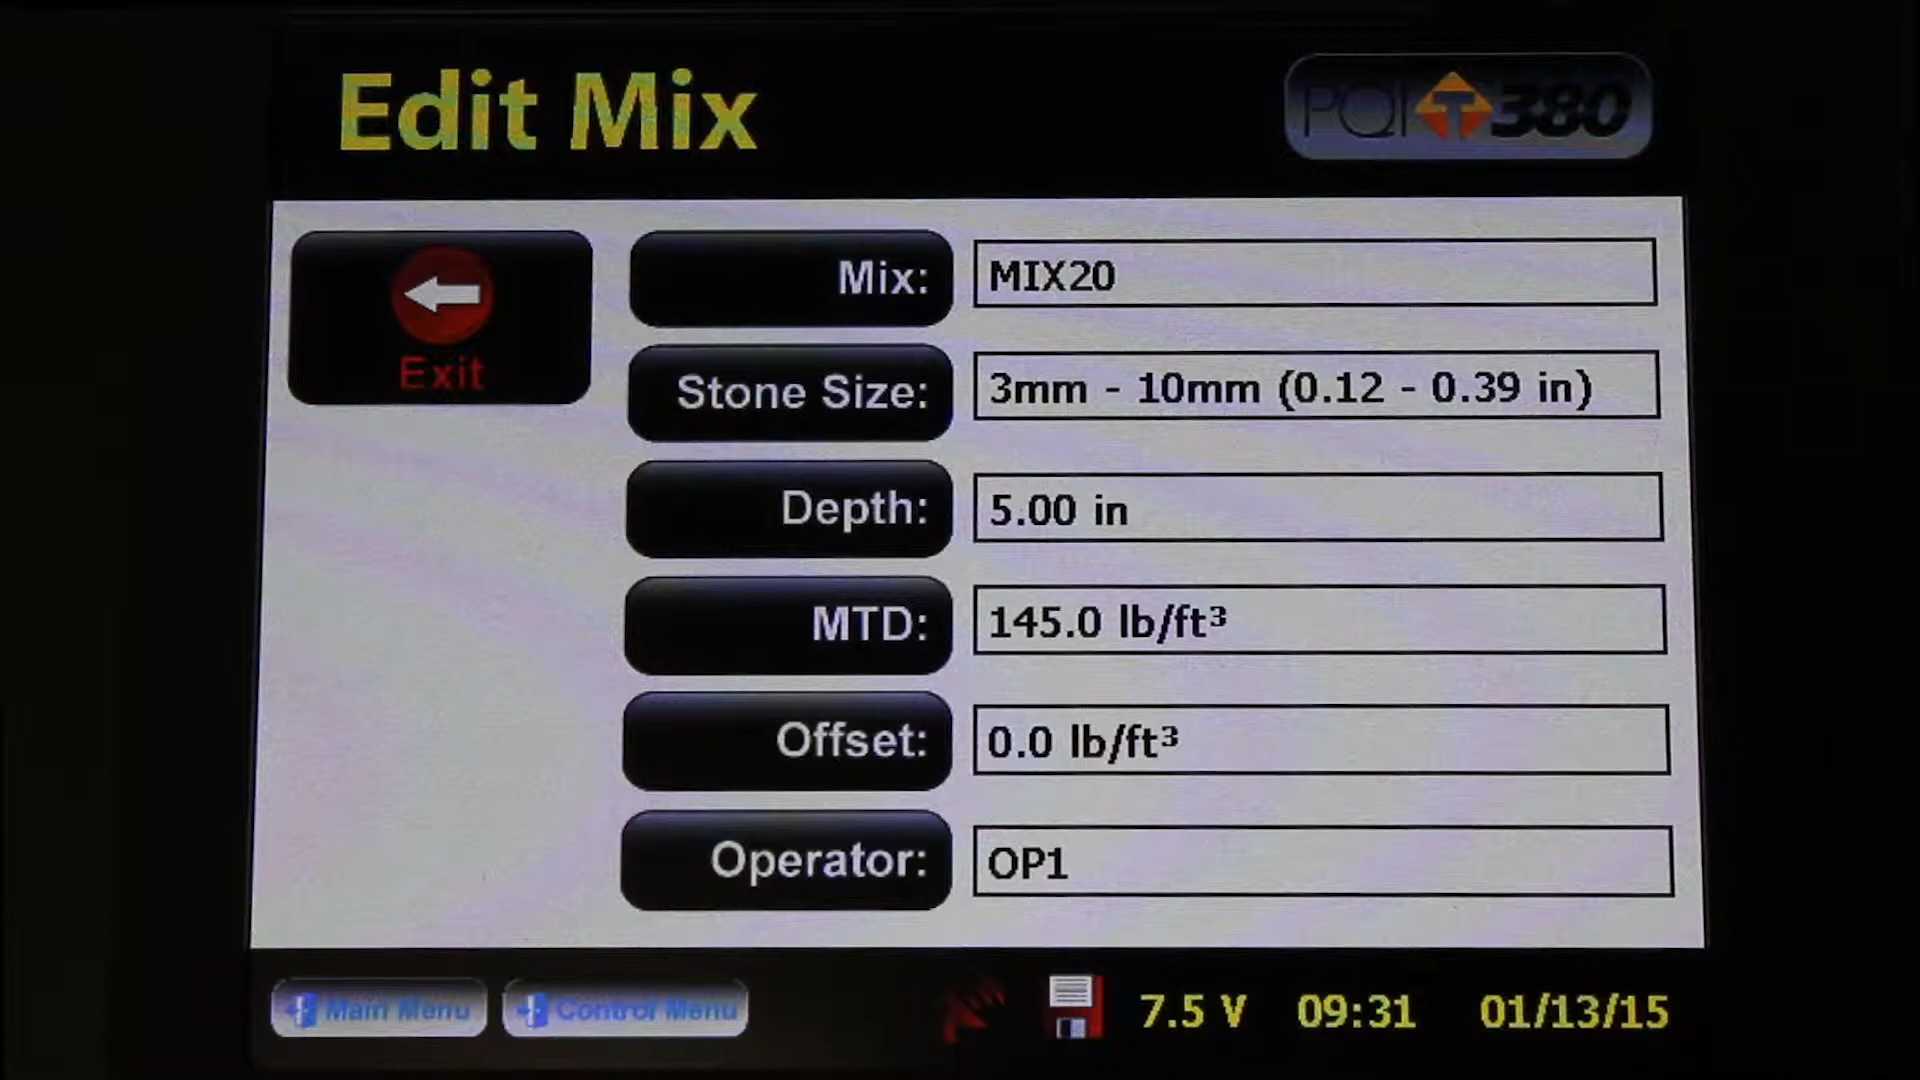 Edit Mix
PQI T 380
Exit
Mix: MIX20
Stone Size: 3mm - 10mm (0.12 - 0.39 in)
Depth: 5.00 in
MTD: 145.0 lb/ft³
Offset: 0.0 lb/ft³
Operator: OP1
Main Menu Control Menu 7.5 V 09:31 01/13/15